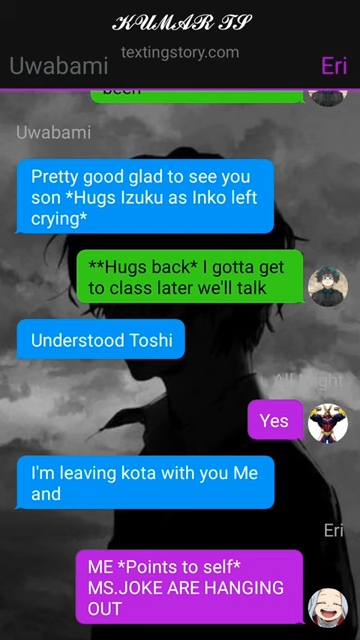 KUMAR TS
textingstory.com
Uwabami
Eri
been
Uwabami
Pretty good glad to see you
son *Hugs Izuku as Inko left
crying*
**Hugs back* I gotta get
to class later we'll talk
Understood Toshi
All Might
Yes
I'm leaving kota with you Me
and
Eri
ME *Points to self*
MS.JOKE ARE HANGING
OUT